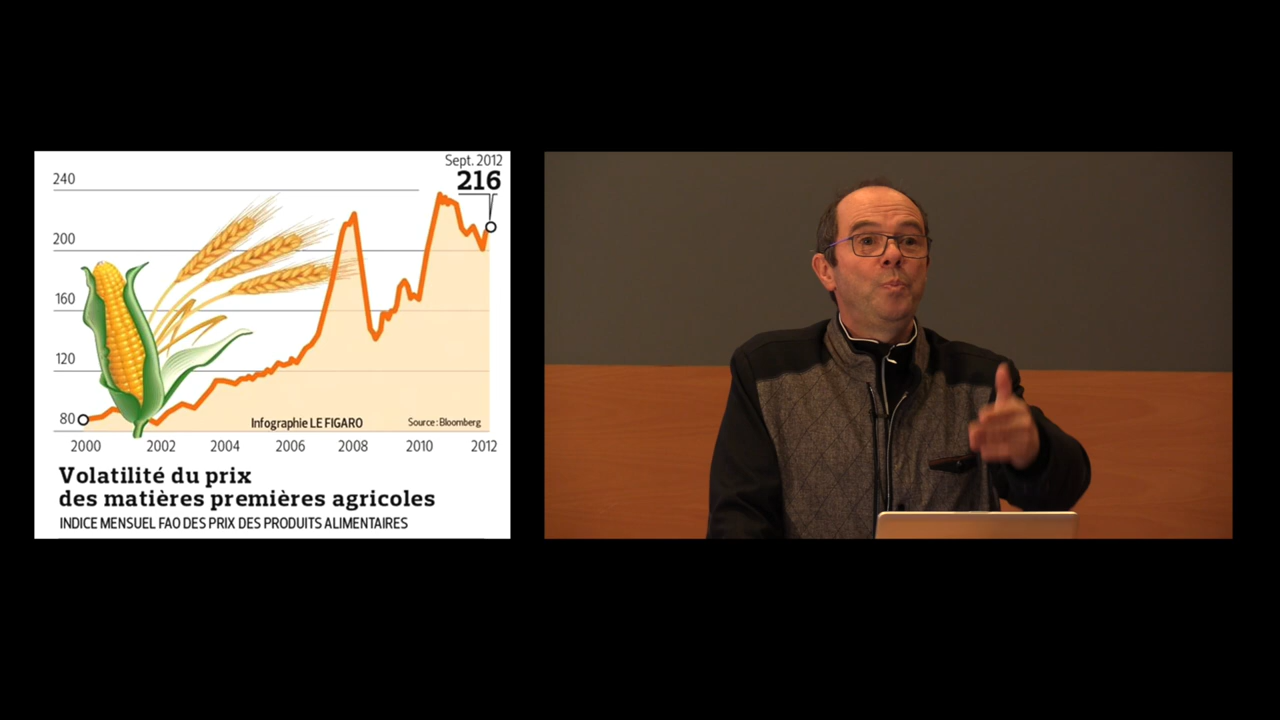 Sept. 2012
216
240
200
160
120
80
Infographie LE FIGARO
Source : Bloomberg
2000 2002 2004 2006 2008 2010 2012
Volatilité du prix
des matières premières agricoles
INDICE MENSUEL FAO DES PRIX DES PRODUITS ALIMENTAIRES